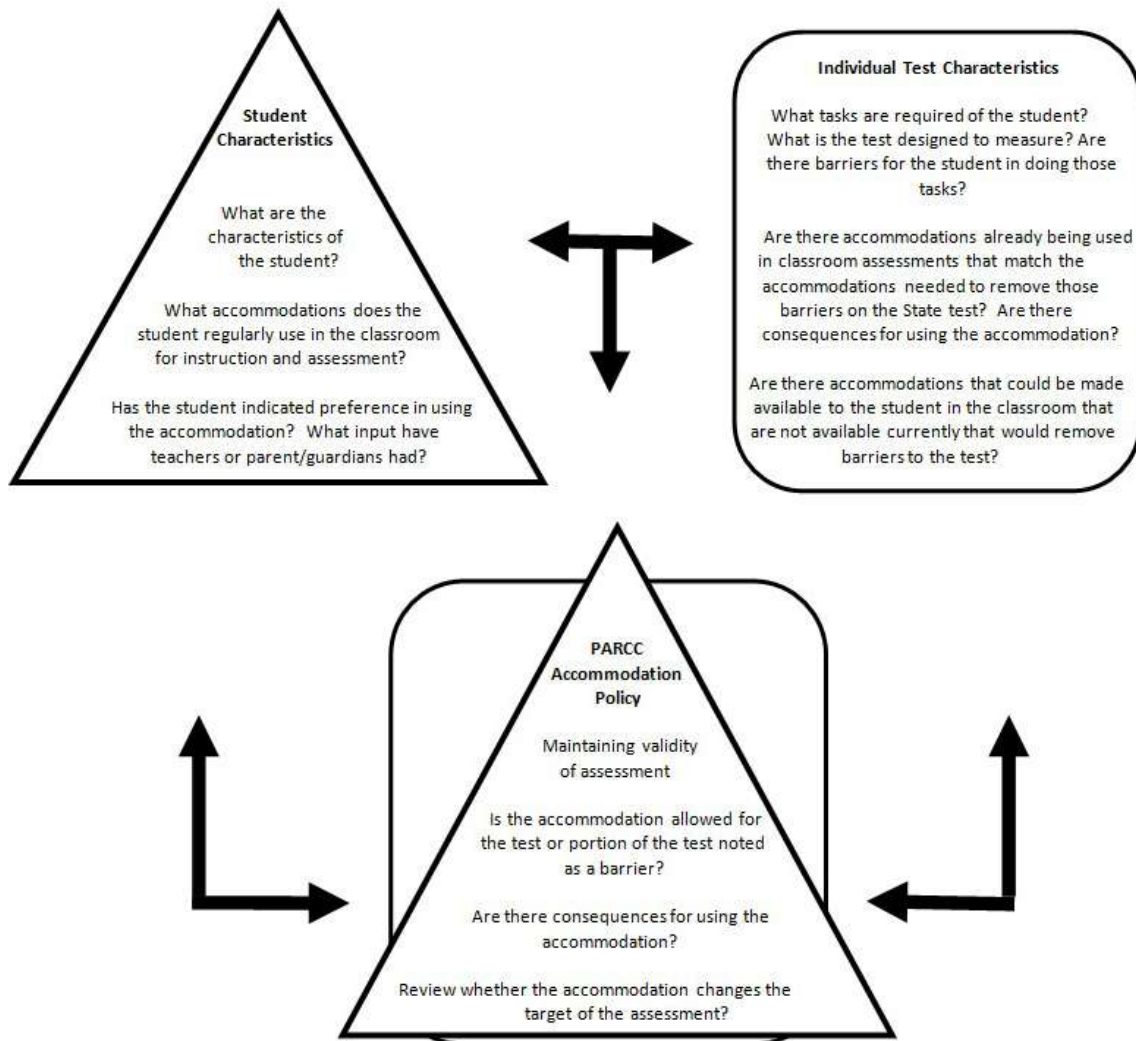 Student
Characteristics
What are the
characteristics of
the student?
What accommodations does the
student regularly use in the classroom
for instruction and assessment?
Has the student indicated preference in using
the accommodation? What input have
teachers or parent/guardians had?
Individual Test Characteristics
What tasks are required of the student?
What is the test designed to measure? Are
there barriers for the student in doing those
tasks?
Are there accommodations already being used
in classroom assessments that match the
accommodations needed to remove those
barriers on the State test? Are there
consequences for using the accommodation?
Are there accommodations that could be made
available to the student in the classroom that
are not available currently that would remove
barriers to the test?
PARCC
Accommodation
Policy
Maintaining validity
of assessment
Is the accommodation allowed for
the test or portion of the test noted
as a barrier?
Are there consequences for using the
accommodation?
Review whether the accommodation changes the
target of the assessment?